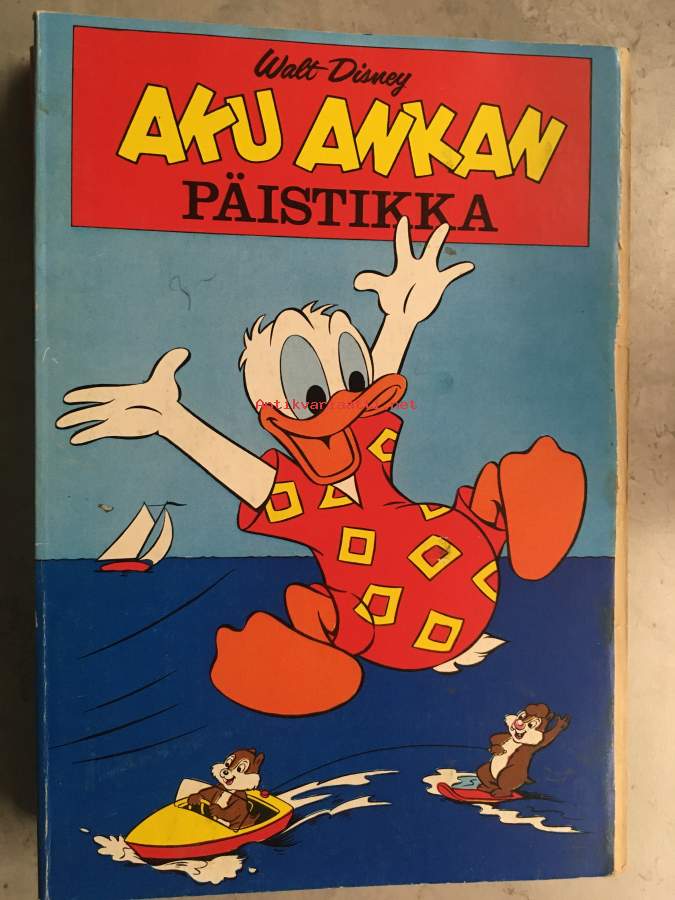 Walt Disney
AKU ANKAN
PÄISTIKKA
Antikvariaatti.net